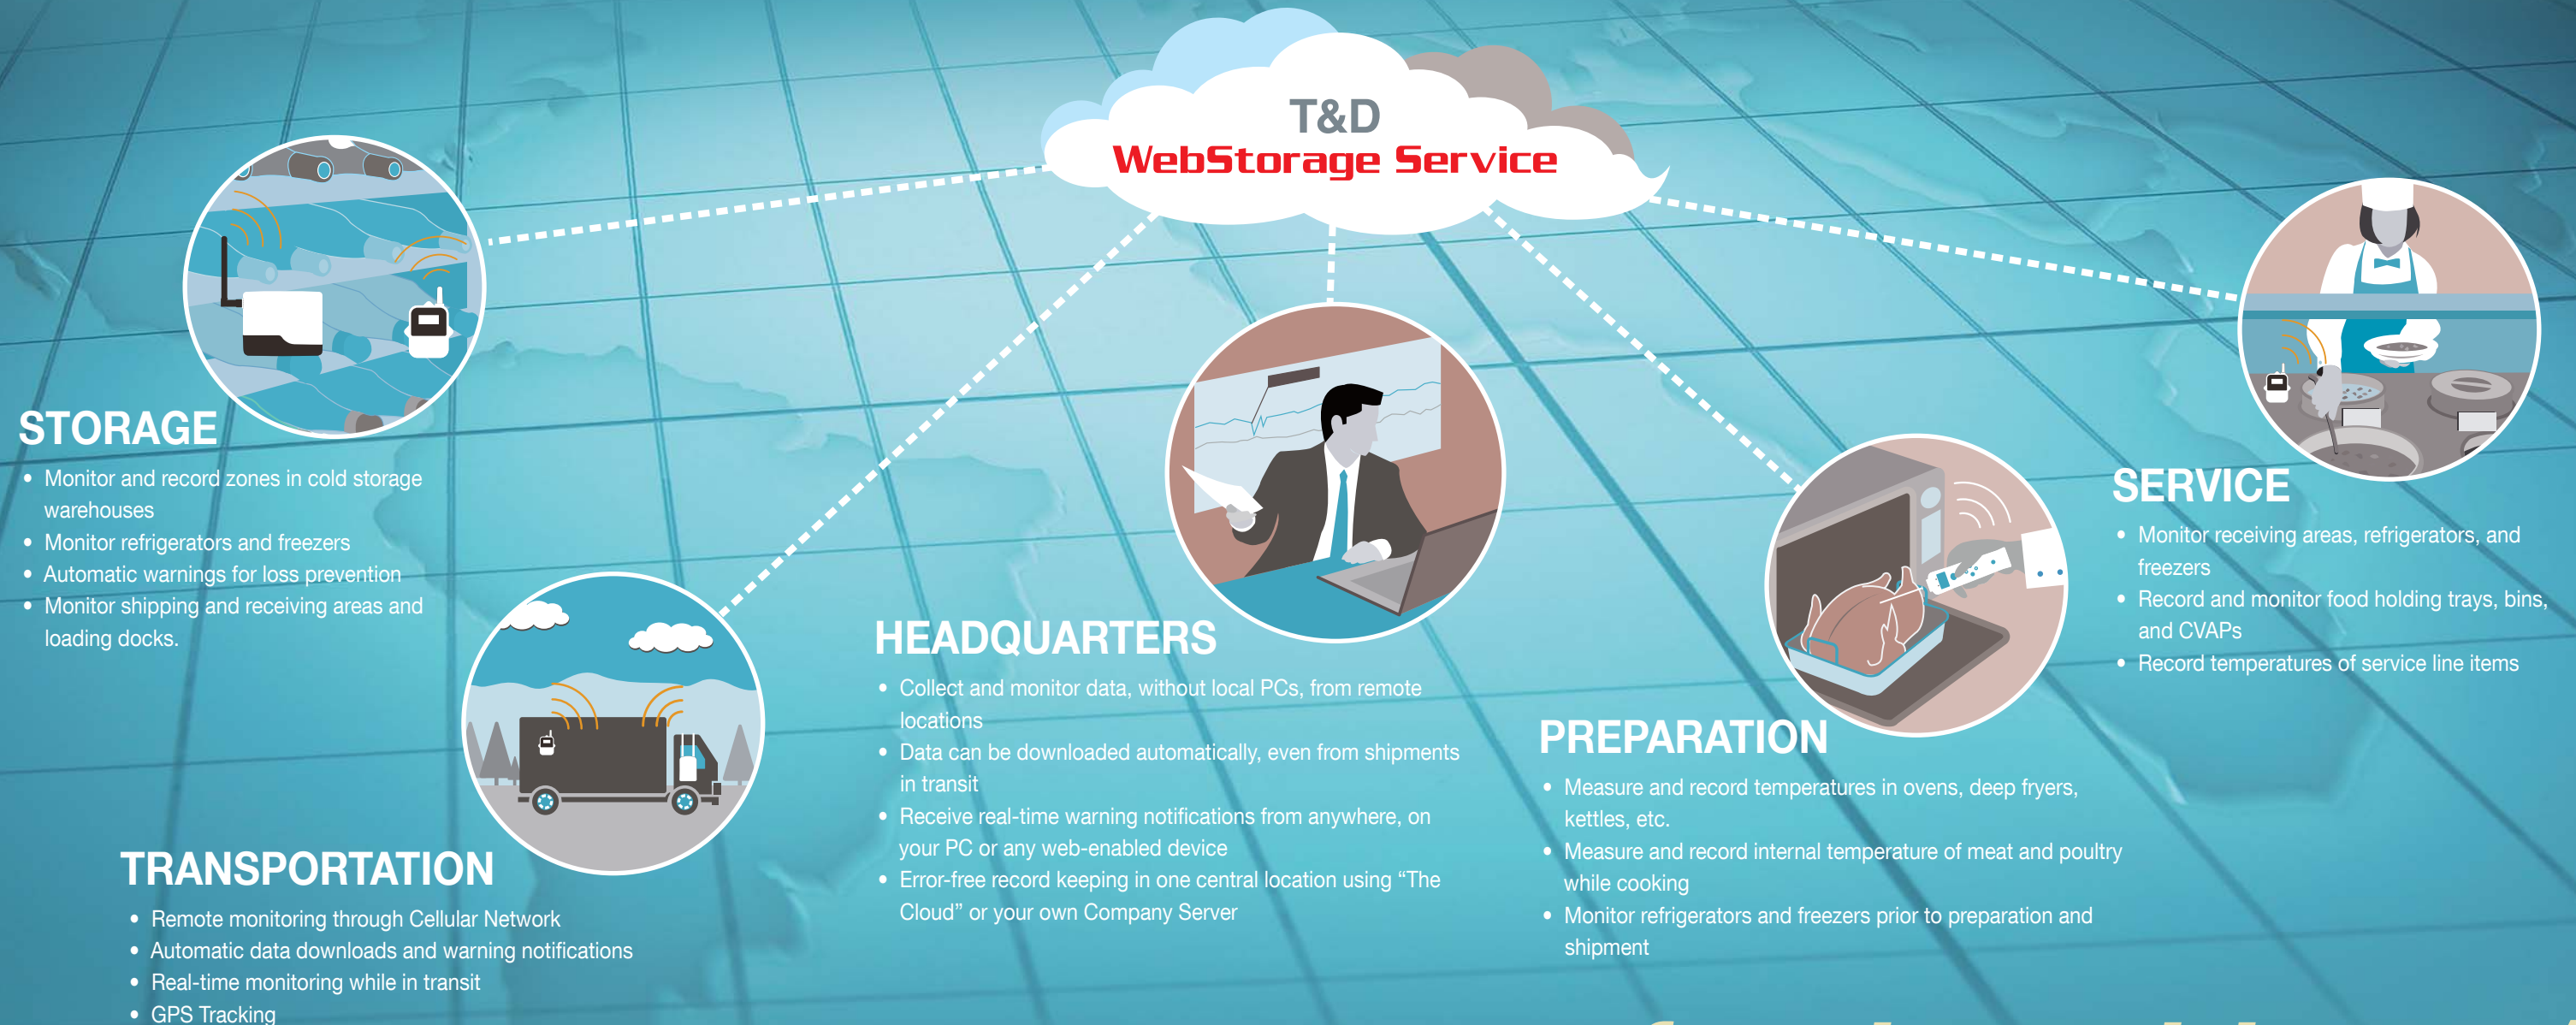 T&D
WebStorage Service
STORAGE
• Monitor and record zones in cold storage
warehouses
• Monitor refrigerators and freezers
• Automatic warnings for loss prevention
• Monitor shipping and receiving areas and
loading docks.
TRANSPORTATION
• Remote monitoring through Cellular Network
• Automatic data downloads and warning notifications
• Real-time monitoring while in transit
• GPS Tracking
HEADQUARTERS
• Collect and monitor data, without local PCs, from remote
locations
• Data can be downloaded automatically, even from shipments
in transit
• Receive real-time warning notifications from anywhere, on
your PC or any web-enabled device
• Error-free record keeping in one central location using “The
Cloud” or your own Company Server
PREPARATION
• Measure and record temperatures in ovens, deep fryers,
kettles, etc.
• Measure and record internal temperature of meat and poultry
while cooking
• Monitor refrigerators and freezers prior to preparation and
shipment
SERVICE
• Monitor receiving areas, refrigerators, and
freezers
• Record and monitor food holding trays, bins,
and CVAPs
• Record temperatures of service line items